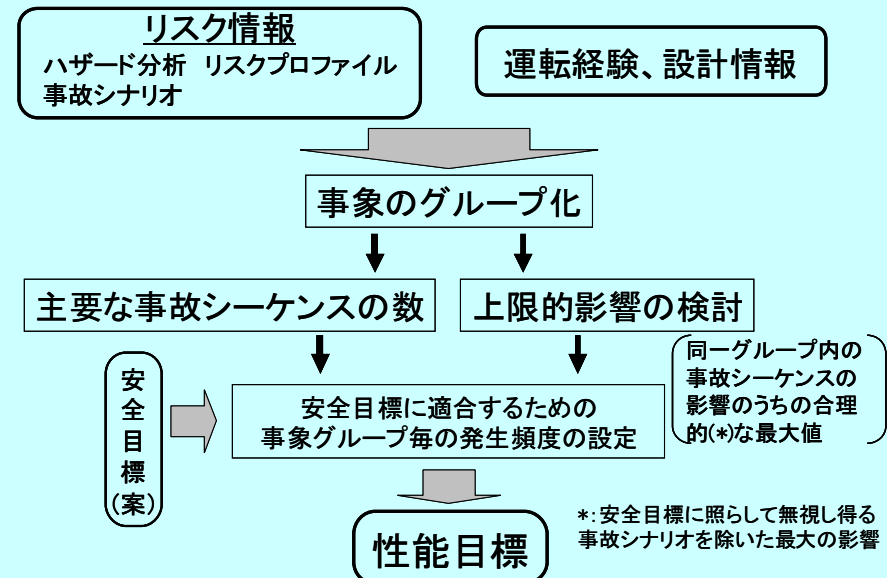 リスク情報
ハザード分析 リスクプロファイル
事故シナリオ
運転経験、設計情報
事象のグループ化
主要な事故シーケンスの数
上限的影響の検討
同一グループ内の
事故シーケンスの
影響のうちの合理
的(*)な最大値
安全目標(案)
安全目標に適合するための
事象グループ毎の発生頻度の設定
性能目標
*:安全目標に照らして無視し得る
事故シナリオを除いた最大の影響